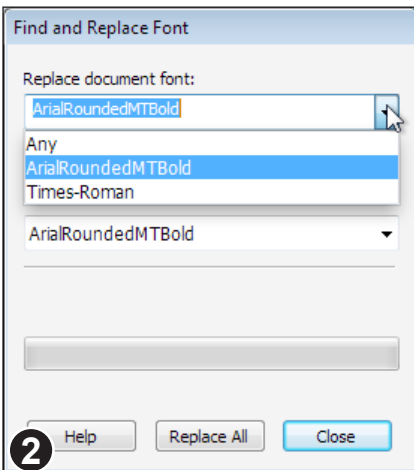 Find and Replace Font
Replace document font:
ArialRoundedMTBold
Any
ArialRoundedMTBold
Times-Roman
ArialRoundedMTBold
2 Help Replace All Close